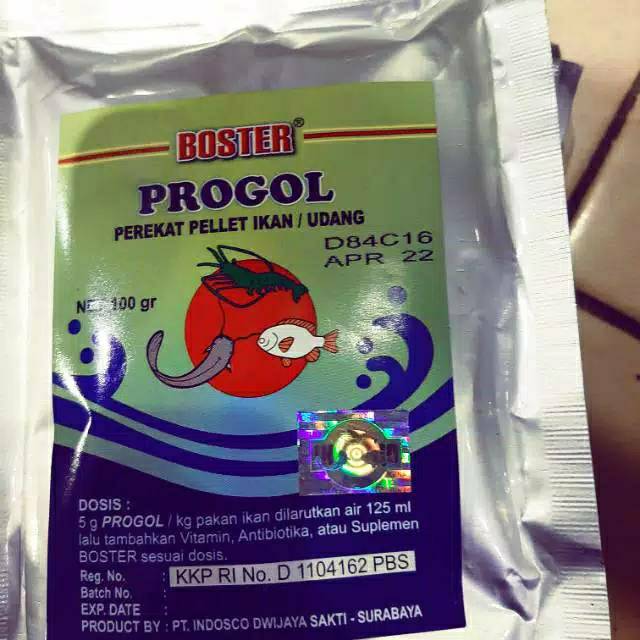 BOSTER®
PROGOL
PEREKAT PELLET IKAN / UDANG
D84C16
APR 22
NET 100 gr
DOSIS :
5 g PROGOL / kg pakan ikan dilarutkan air 125 ml
lalu tambahkan Vitamin, Antibiotika, atau Suplemen
BOSTER sesuai dosis.
Reg. No. : KKP RI No. D 1104162 PBS
Batch No. :
EXP. DATE :
PRODUCT BY : PT. INDOSCO DWIJAYA SAKTI - SURABAYA